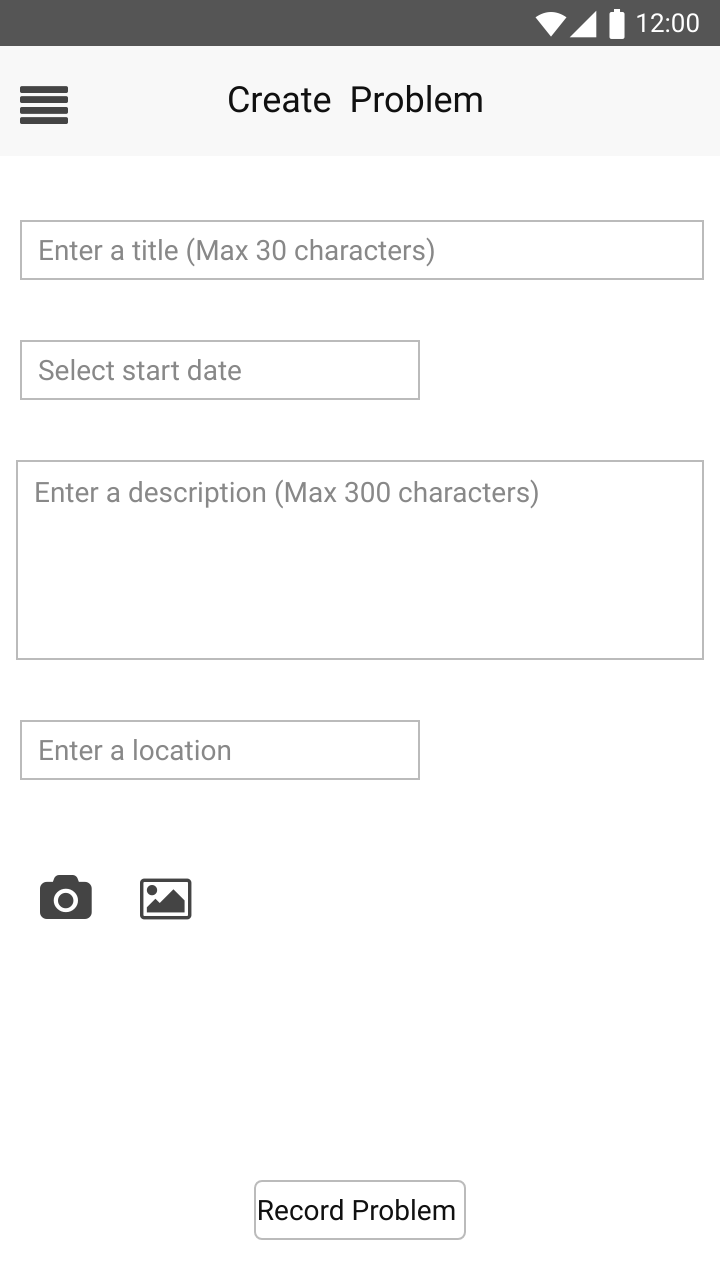 12:00
Create Problem
Enter a title (Max 30 characters)
Select start date
Enter a description (Max 300 characters)
Enter a location
Record Problem